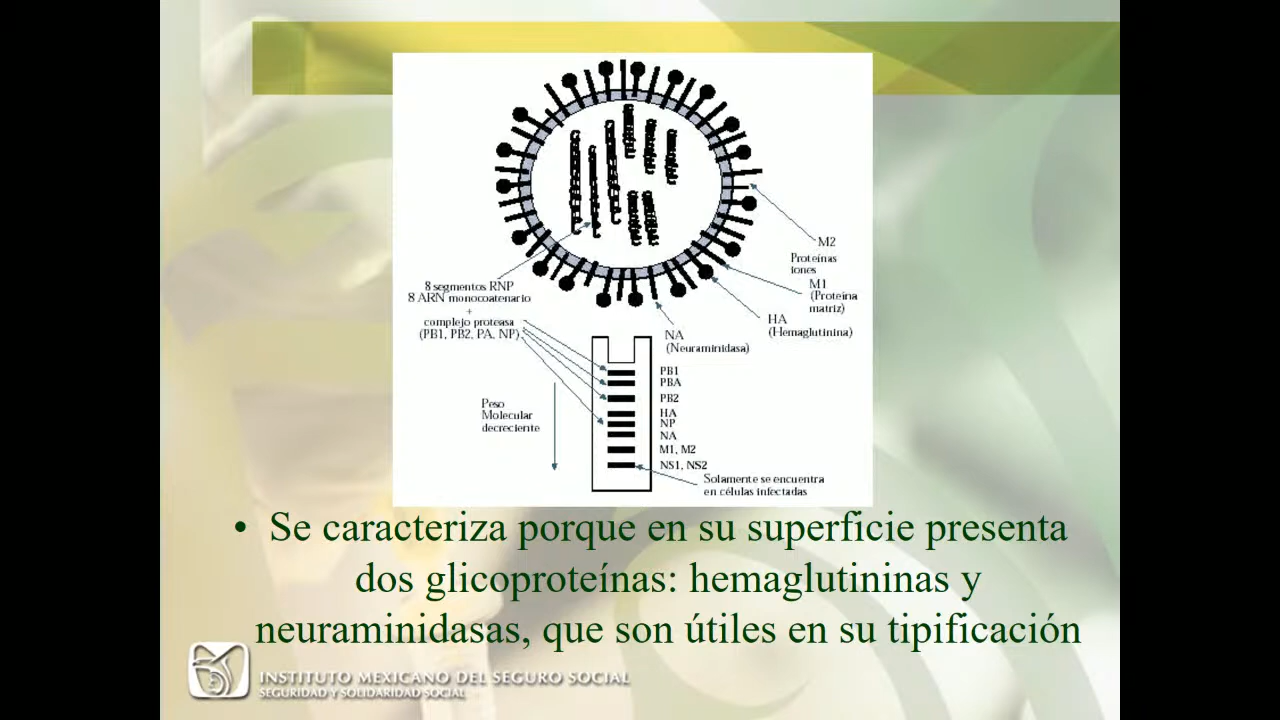 M2
Proteínas
iones
M1
(Proteína
matriz)
HA
(Hemaglutinina)
NA
(Neuraminidasa)
8 segmentos RNP
8 ARN monocoatenario
+
complejo proteasa
(PB1, PB2, PA, NP)
Peso
Molecular
decreciente
PB1
PBA
PB2
HA
NP
NA
M1, M2
NS1, NS2
Solamente se encuentra
en células infectadas
• Se caracteriza porque en su superficie presenta
dos glicoproteínas: hemaglutininas y
neuraminidasas, que son útiles en su tipificación
INSTITUTO MEXICANO DEL SEGURO SOCIAL
SEGURIDAD Y SOLIDARIDAD SOCIAL